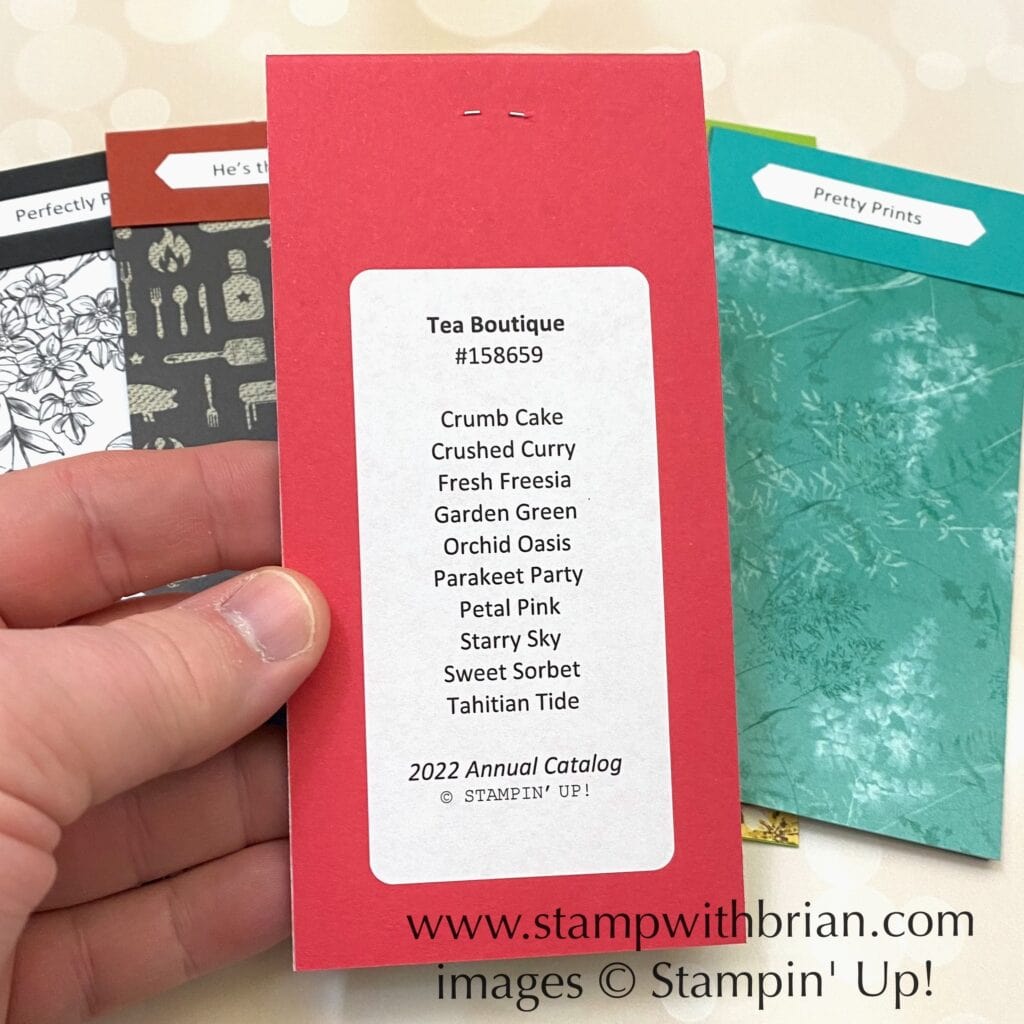 Perfectly
He's
Pretty Prints
Tea Boutique
#158659
Crumb Cake
Crushed Curry
Fresh Freesia
Garden Green
Orchid Oasis
Parakeet Party
Petal Pink
Starry Sky
Sweet Sorbet
Tahitian Tide
2022 Annual Catalog
© STAMPIN' UP!
www.stampwithbrian.com
images © Stampin' Up!